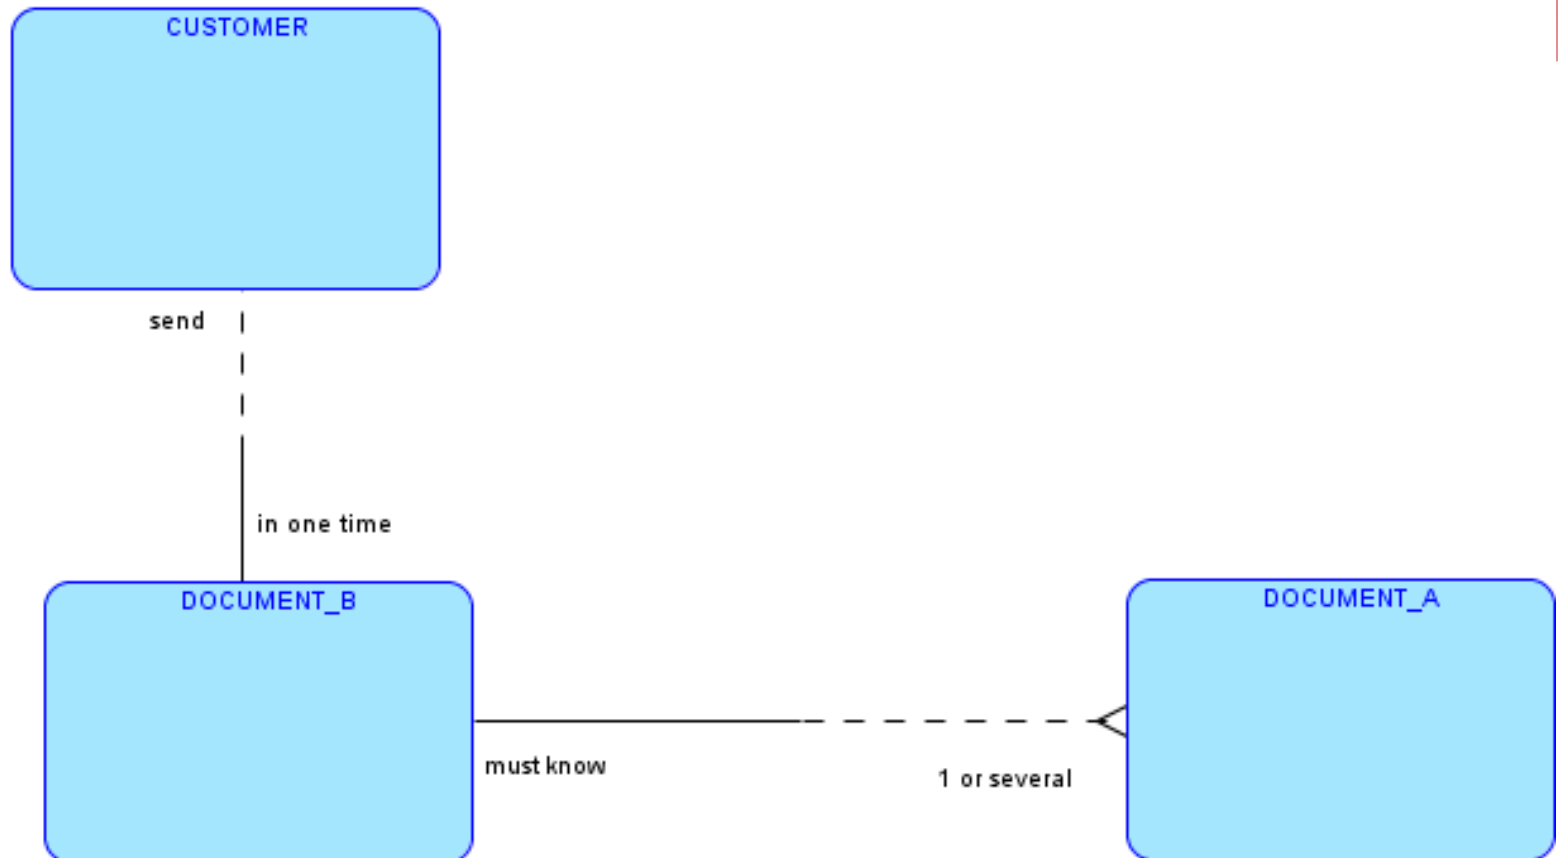 CUSTOMER
send
in one time
DOCUMENT_B
DOCUMENT_A
must know
1 or several